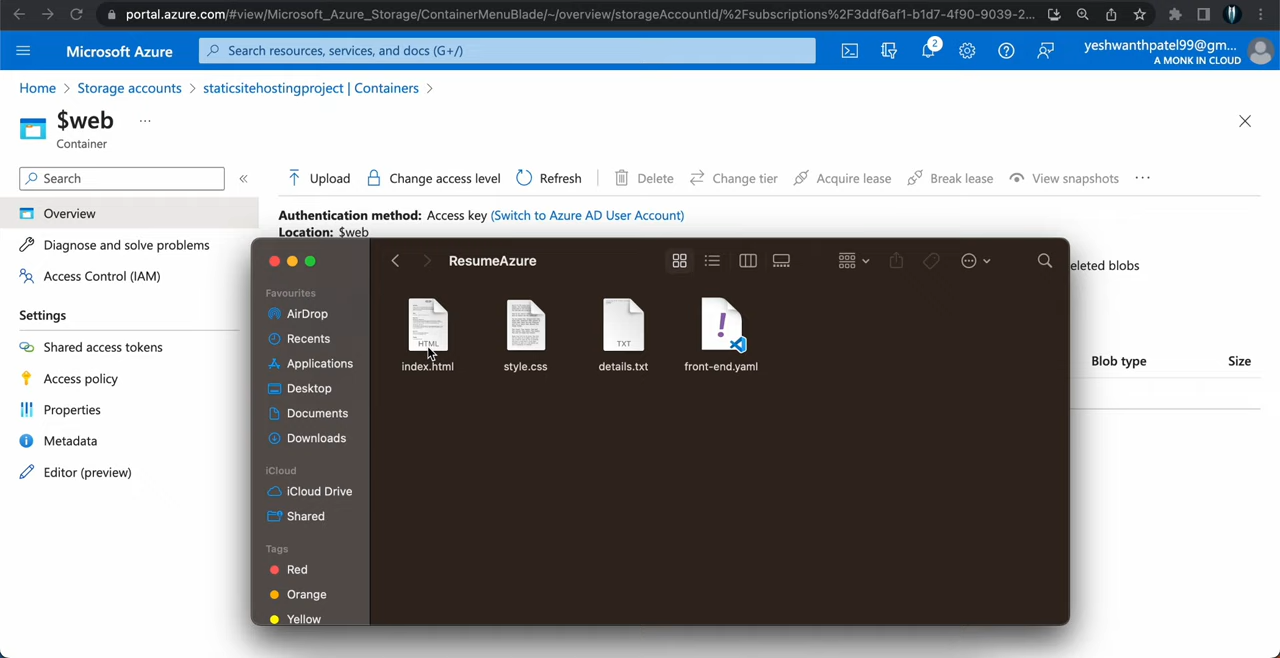 portal.azure.com/#view/Microsoft_Azure_Storage/ContainerMenuBlade/~/overview/storageAccountId/%2Fsubscriptions%2F3ddf6af1-b1d7-4f90-9039-2...
Microsoft Azure
Search resources, services, and docs (G+/)
2
yeshwanthpatel99@gm...
A MONK IN CLOUD
Home > Storage accounts > staticsitehostingproject | Containers >
$web
...
Container
Search
«
Upload
Change access level
Refresh
Delete
Change tier
Acquire lease
Break lease
View snapshots
...
Overview
Diagnose and solve problems
Access Control (IAM)
Settings
Shared access tokens
Access policy
Properties
Metadata
Editor (preview)
Authentication method: Access key (Switch to Azure AD User Account)
Location: $web
eleted blobs
Blob type
Size
ResumeAzure
Favourites
AirDrop
Recents
Applications
Desktop
Documents
Downloads
iCloud
iCloud Drive
Shared
Tags
Red
Orange
Yellow
HTML
index.html
style.css
TXT
details.txt
front-end.yaml